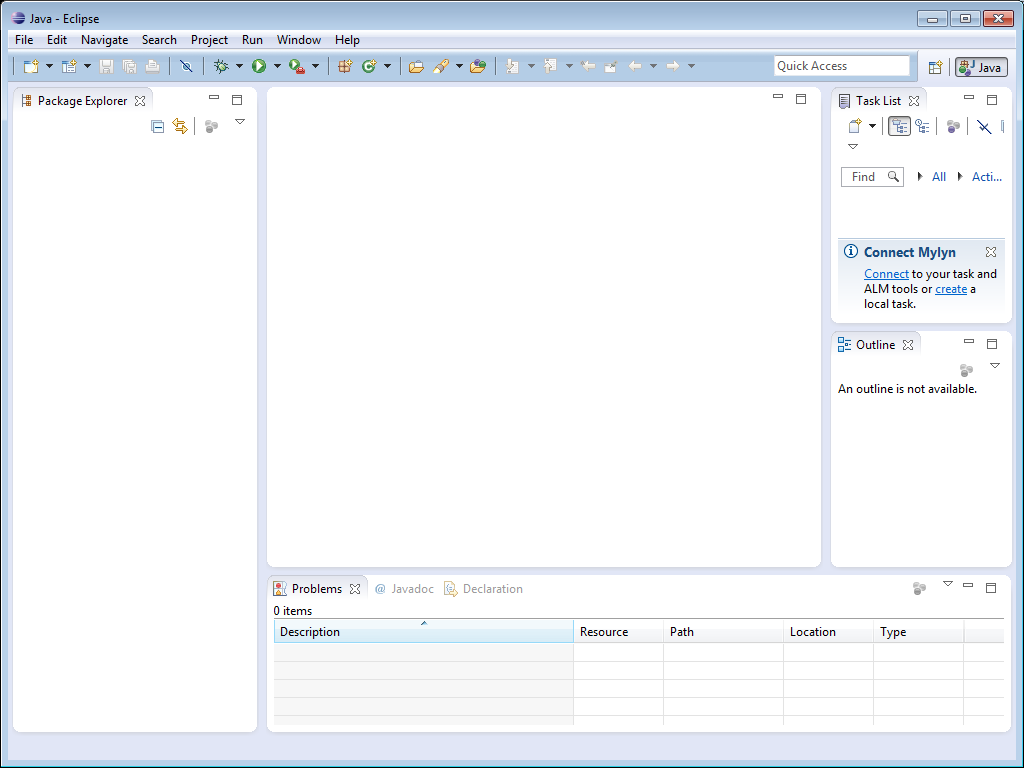 Java - Eclipse
File Edit Navigate Search Project Run Window Help
Quick Access
Java
Package Explorer
Task List
Find
All
Acti...
Connect Mylyn
Connect to your task and
ALM tools or create a
local task.
Outline
An outline is not available.
Problems
@ Javadoc
Declaration
0 items
Description Resource Path Location Type